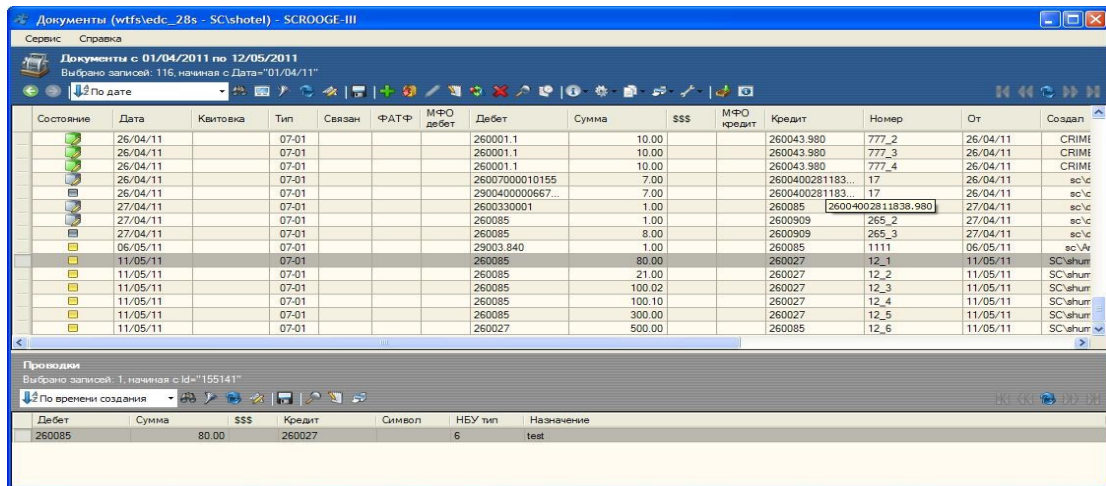 Документы (wtfs\edc_28s - SC\shotel) - SCROOGE-III
Сервис Справка
Документы с 01/04/2011 по 12/05/2011
Выбрано записей: 116, начиная с Дата="01/04/11"
По дате
Состояние Дата Квитовка Тип Связан ФАТФ МФО дебет Дебет Сумма $$$ МФО кредит Кредит Номер От Создал
26/04/11 07-01 260001.1 10.00 260043.980 777_2 26/04/11 CRIME
26/04/11 07-01 260001.1 10.00 260043.980 777_3 26/04/11 CRIME
26/04/11 07-01 260001.1 10.00 260043.980 777_4 26/04/11 CRIME
26/04/11 07-01 26007000010155 7.00 2600400281183... 17 26/04/11 sc\c
26/04/11 07-01 2900400000667... 7.00 2600400281183... 17 26/04/11 sc\c
27/04/11 07-01 2600330001 1.00 260085 26004002811838.980 27/04/11 sc\c
27/04/11 07-01 260085 1.00 2600909 265_2 27/04/11 sc\c
27/04/11 07-01 260085 8.00 2600909 265_3 27/04/11 sc\c
06/05/11 07-01 29003.840 1.00 260085 1111 06/05/11 sc\Ar
11/05/11 07-01 260085 80.00 260027 12_1 11/05/11 SC\shum
11/05/11 07-01 260085 21.00 260027 12_2 11/05/11 SC\shum
11/05/11 07-01 260085 100.02 260027 12_3 11/05/11 SC\shum
11/05/11 07-01 260085 100.10 260027 12_4 11/05/11 SC\shum
11/05/11 07-01 260085 300.00 260027 12_5 11/05/11 SC\shum
11/05/11 07-01 260027 500.00 260085 12_6 11/05/11 SC\shum
Проводки
Выбрано записей: 1, начиная с Id="155141"
По времени создания
Дебет Сумма $$$ Кредит Символ НБУ тип Назначение
260085 80.00 260027 6 test